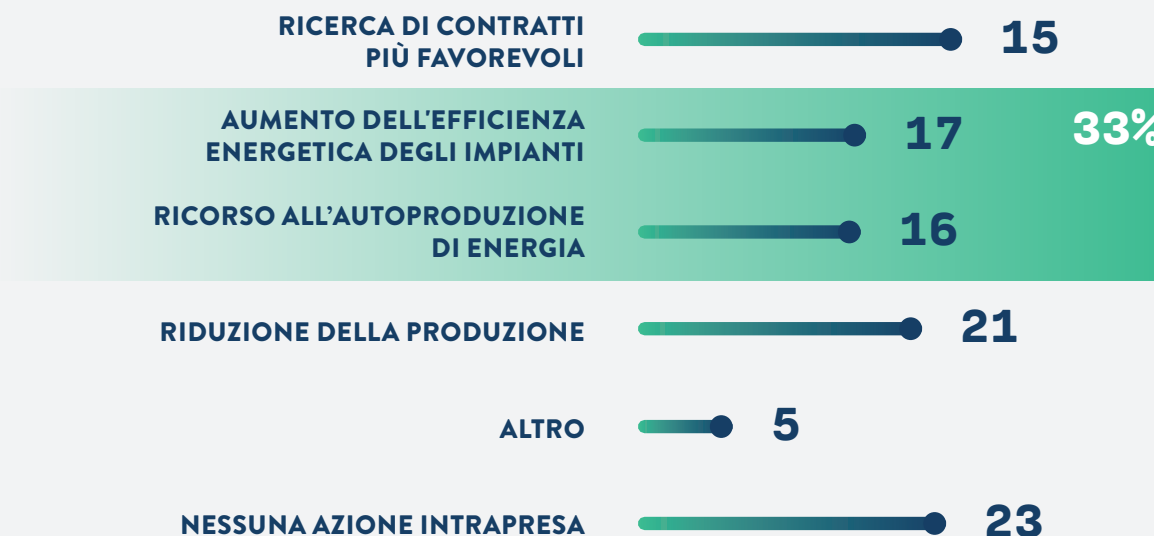 RICERCA DI CONTRATTI
PIÙ FAVOREVOLI
15
AUMENTO DELL'EFFICIENZA
ENERGETICA DEGLI IMPIANTI
17
33%
RICORSO ALL’AUTOPRODUZIONE
DI ENERGIA
16
RIDUZIONE DELLA PRODUZIONE
21
ALTRO
5
NESSUNA AZIONE INTRAPRESA
23